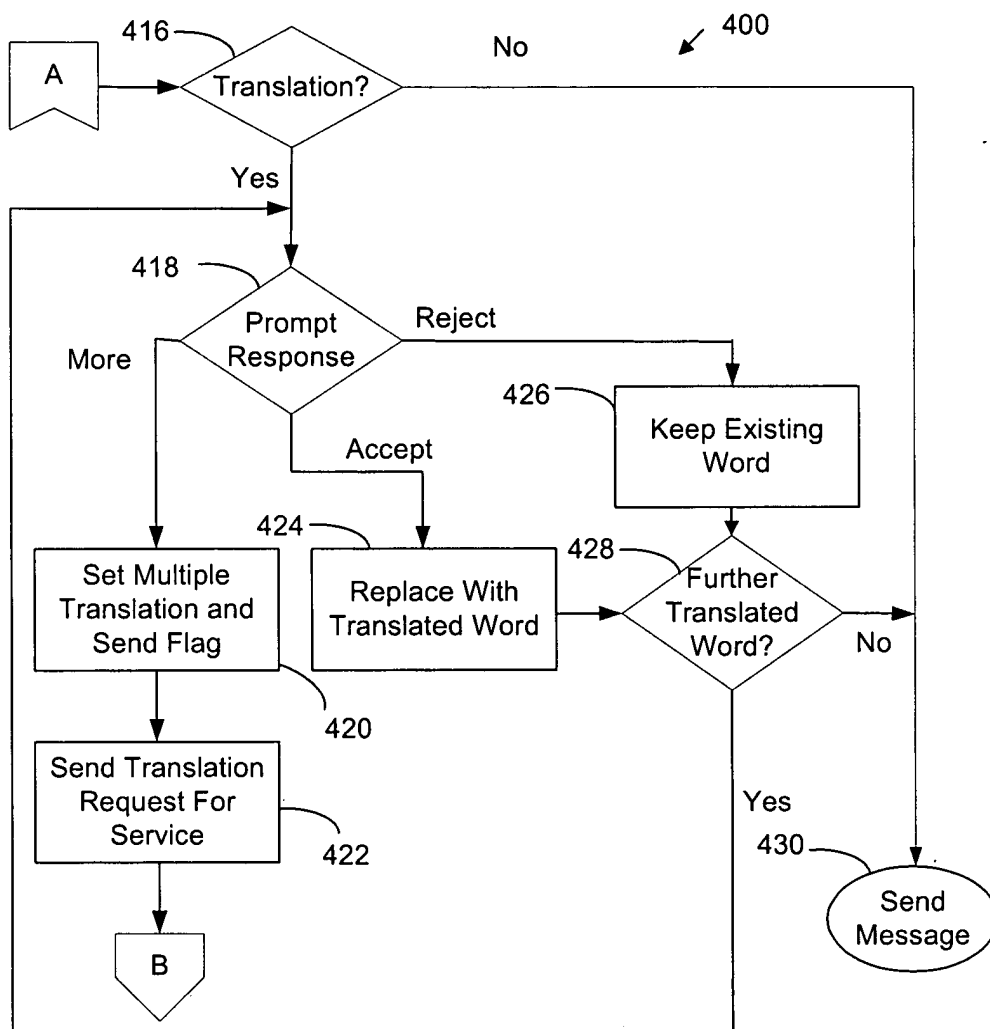 416
No
400
A
Translation?
Yes
418
Prompt
Response
Reject
More
426
Keep Existing
Word
Accept
424
428
Set Multiple
Translation and
Send Flag
Replace With
Translated Word
Further
Translated
Word?
No
420
Send Translation
Request For
Service
422
Yes
430
Send
Message
B